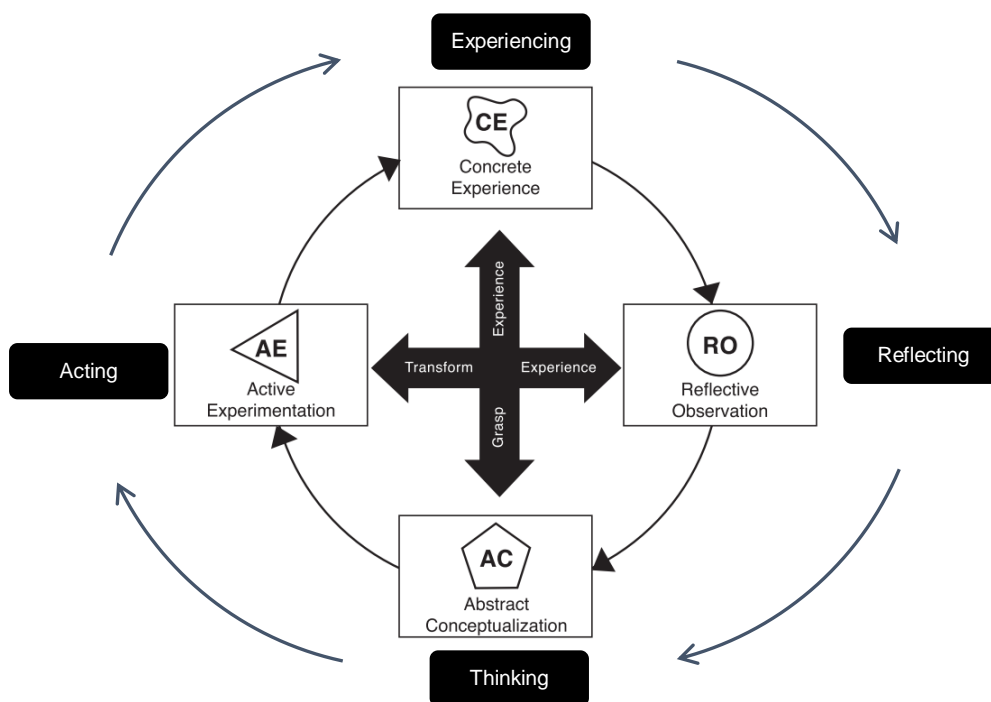 Experiencing
CE
Concrete
Experience
Experience
AE
Active
Experimentation
Transform
Experience
RO
Reflective
Observation
Acting
Reflecting
Grasp
AC
Abstract
Conceptualization
Thinking